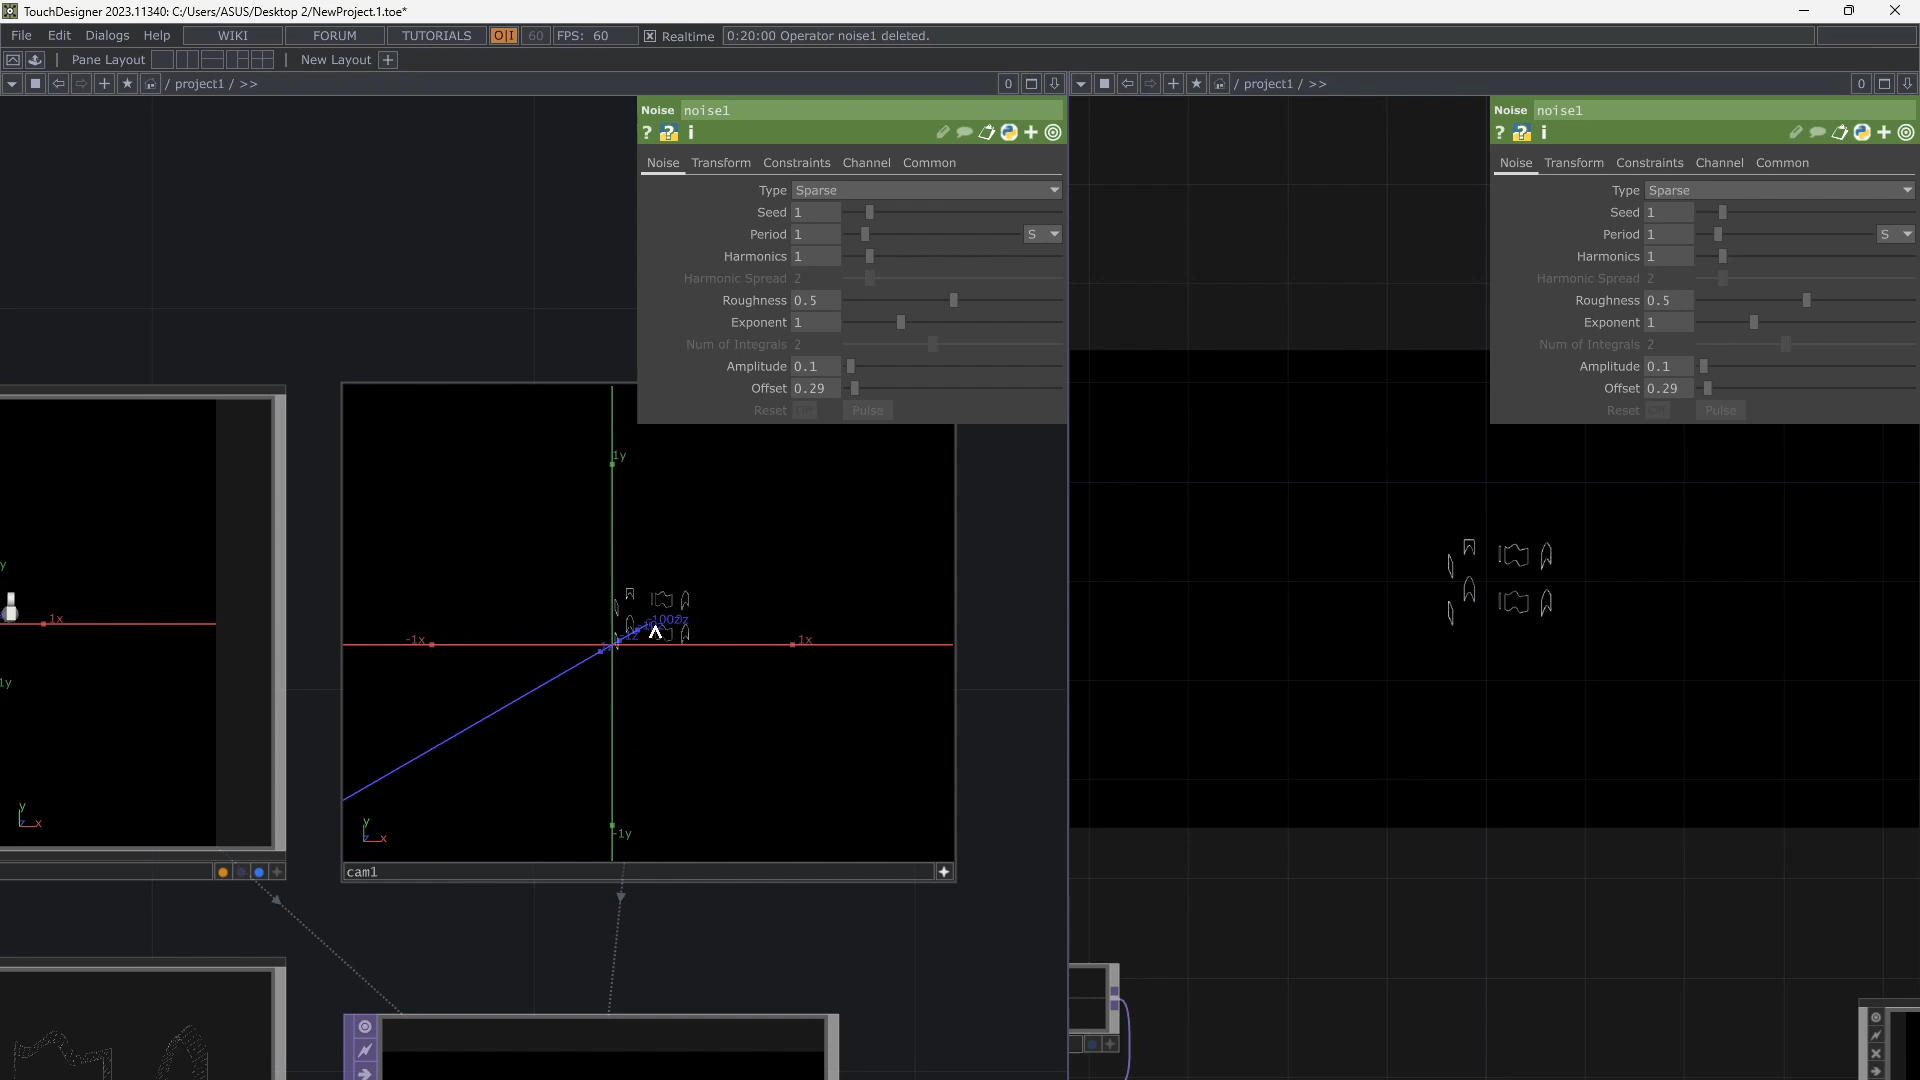 TouchDesigner 2023.11340: C:/Users/ASUS/Desktop 2/NewProject.1.toe*
File Edit Dialogs Help WIKI FORUM TUTORIALS O|I 60 FPS: 60 Realtime 0:20:00 Operator noise1 deleted.
Pane Layout New Layout +
/ project1 / >> 0
/ project1 / >> 0
Noise noise1
? ? i
Noise Transform Constraints Channel Common
Type Sparse
Seed 1
Period 1 S
Harmonics 1
Harmonic Spread 2
Roughness 0.5
Exponent 1
Num of Integrals 2
Amplitude 0.1
Offset 0.29
Reset Pulse
Noise noise1
? ? i
Noise Transform Constraints Channel Common
Type Sparse
Seed 1
Period 1 S
Harmonics 1
Harmonic Spread 2
Roughness 0.5
Exponent 1
Num of Integrals 2
Amplitude 0.1
Offset 0.29
Reset Pulse
y
1x
1y
y
x
1y
-1x
1x
-1y
y
z x
cam1